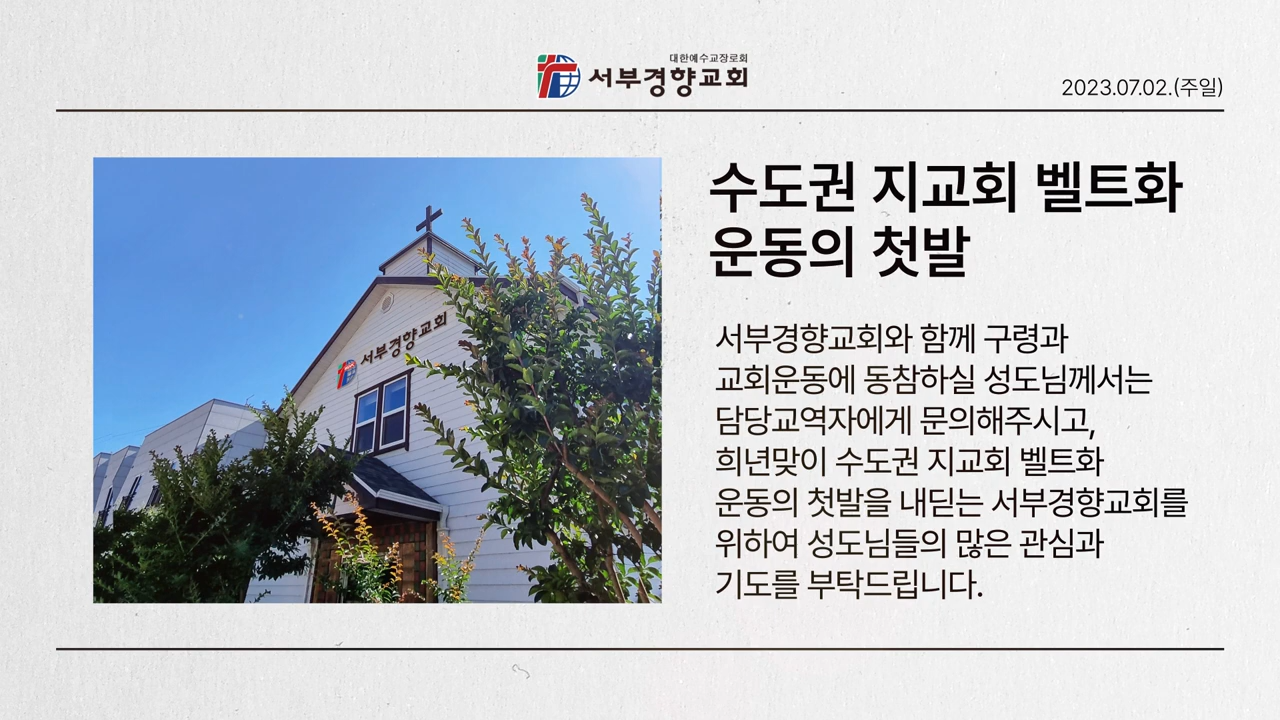 대한예수교장로회
서부경향교회
2023.07.02.(주일)
서부경향교회
수도권 지교회 벨트화
운동의 첫발
서부경향교회와 함께 구령과
교회운동에 동참하실 성도님께서는
담당교역자에게 문의해주시고,
희년맞이 수도권 지교회 벨트화
운동의 첫발을 내딛는 서부경향교회를
위하여 성도님들의 많은 관심과
기도를 부탁드립니다.